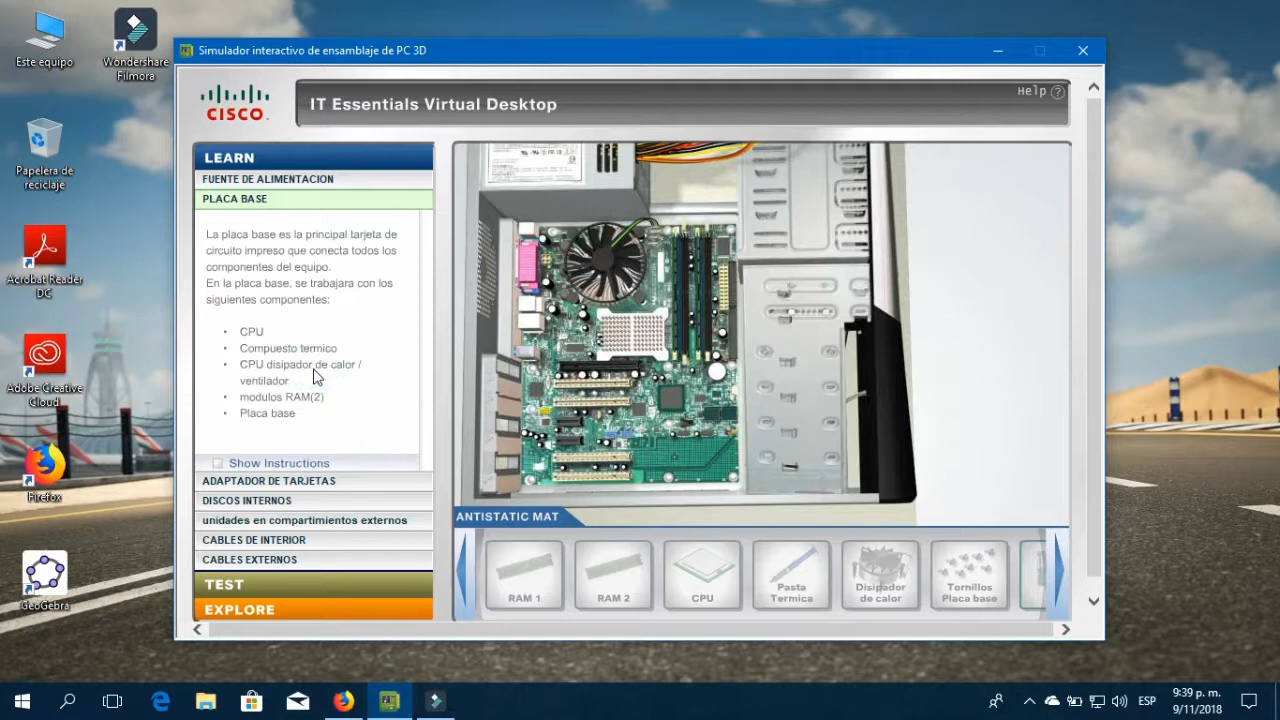 Este equipo
Wondershare
Filmora
Papelera de
reciclaje
Acrobat Reader
DC
Adobe Creative
Cloud
Firefox
GeoGebra
Simulador interactivo de ensamblaje de PC 3D
CISCO
IT Essentials Virtual Desktop
Help ?
LEARN
FUENTE DE ALIMENTACION
PLACA BASE
La placa base es la principal tarjeta de
circuito impreso que conecta todos los
componentes del equipo.
En la placa base, se trabajara con los
siguientes componentes:
• CPU
• Compuesto termico
• CPU disipador de calor /
ventilador
• modulos RAM(2)
• Placa base
Show Instructions
ADAPTADOR DE TARJETAS
DISCOS INTERNOS
unidades en compartimientos externos
CABLES DE INTERIOR
CABLES EXTERNOS
TEST
EXPLORE
ANTISTATIC MAT
RAM 1
RAM 2
CPU
Pasta
Termica
Disipador
de calor
Tornillos
Placa base
ESP
9:39 p. m.
9/11/2018